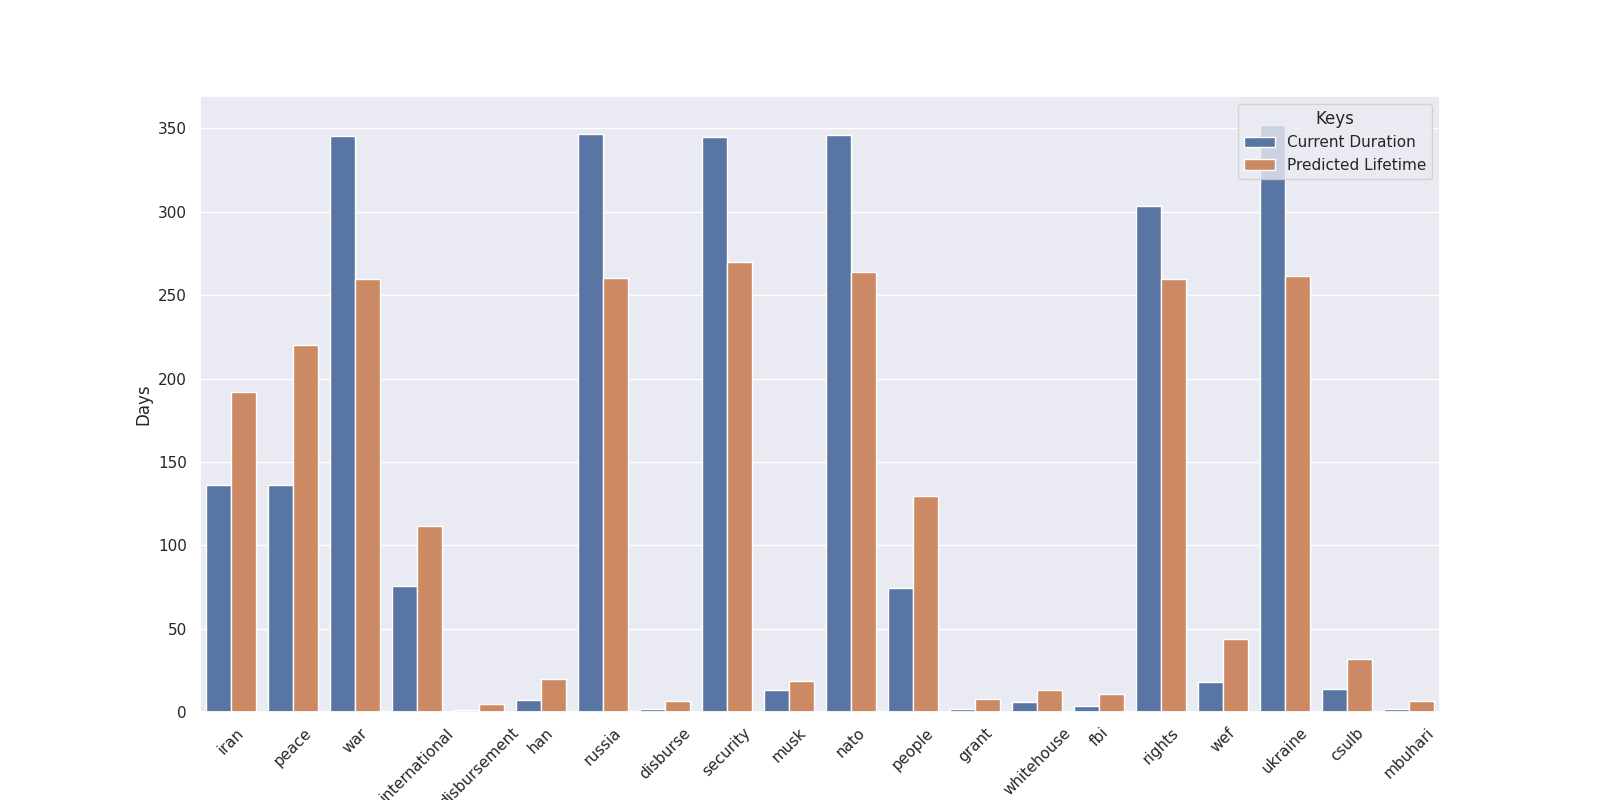 Keys
Current Duration
Predicted Lifetime
Days
350
300
250
200
150
100
50
0
iran
peace
war
international
disbursement
han
russia
disburse
security
musk
nato
people
grant
whitehouse
fbi
rights
wef
ukraine
csulb
mbuhari